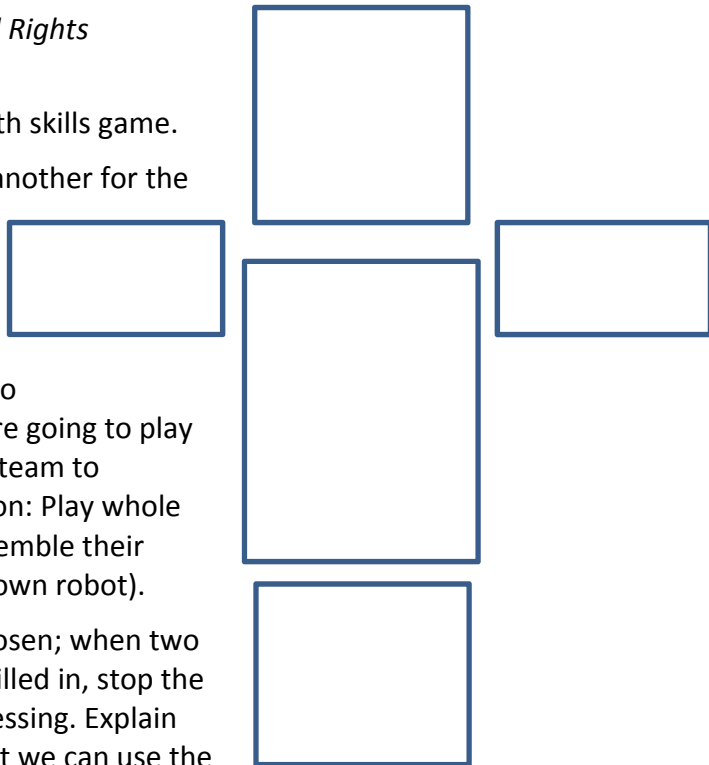 Rights
th skills game.
another for the
o
re going to play
team to
on: Play whole
emble their
own robot).
osen; when two
illed in, stop the
essing. Explain
t we can use the